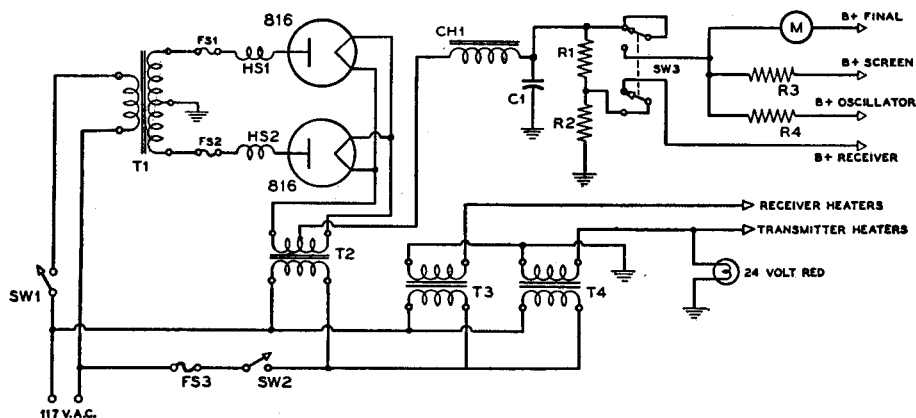 816
FS1
HS1
CH1
M
B+ FINAL
R1
SW3
B+ SCREEN
R3
C1
B+ OSCILLATOR
R4
FS2
HS2
R2
T1
816
B+ RECEIVER
RECEIVER HEATERS
TRANSMITTER HEATERS
T2
24 VOLT RED
SW1
T3
T4
FS3
SW2
117 V.A.C.